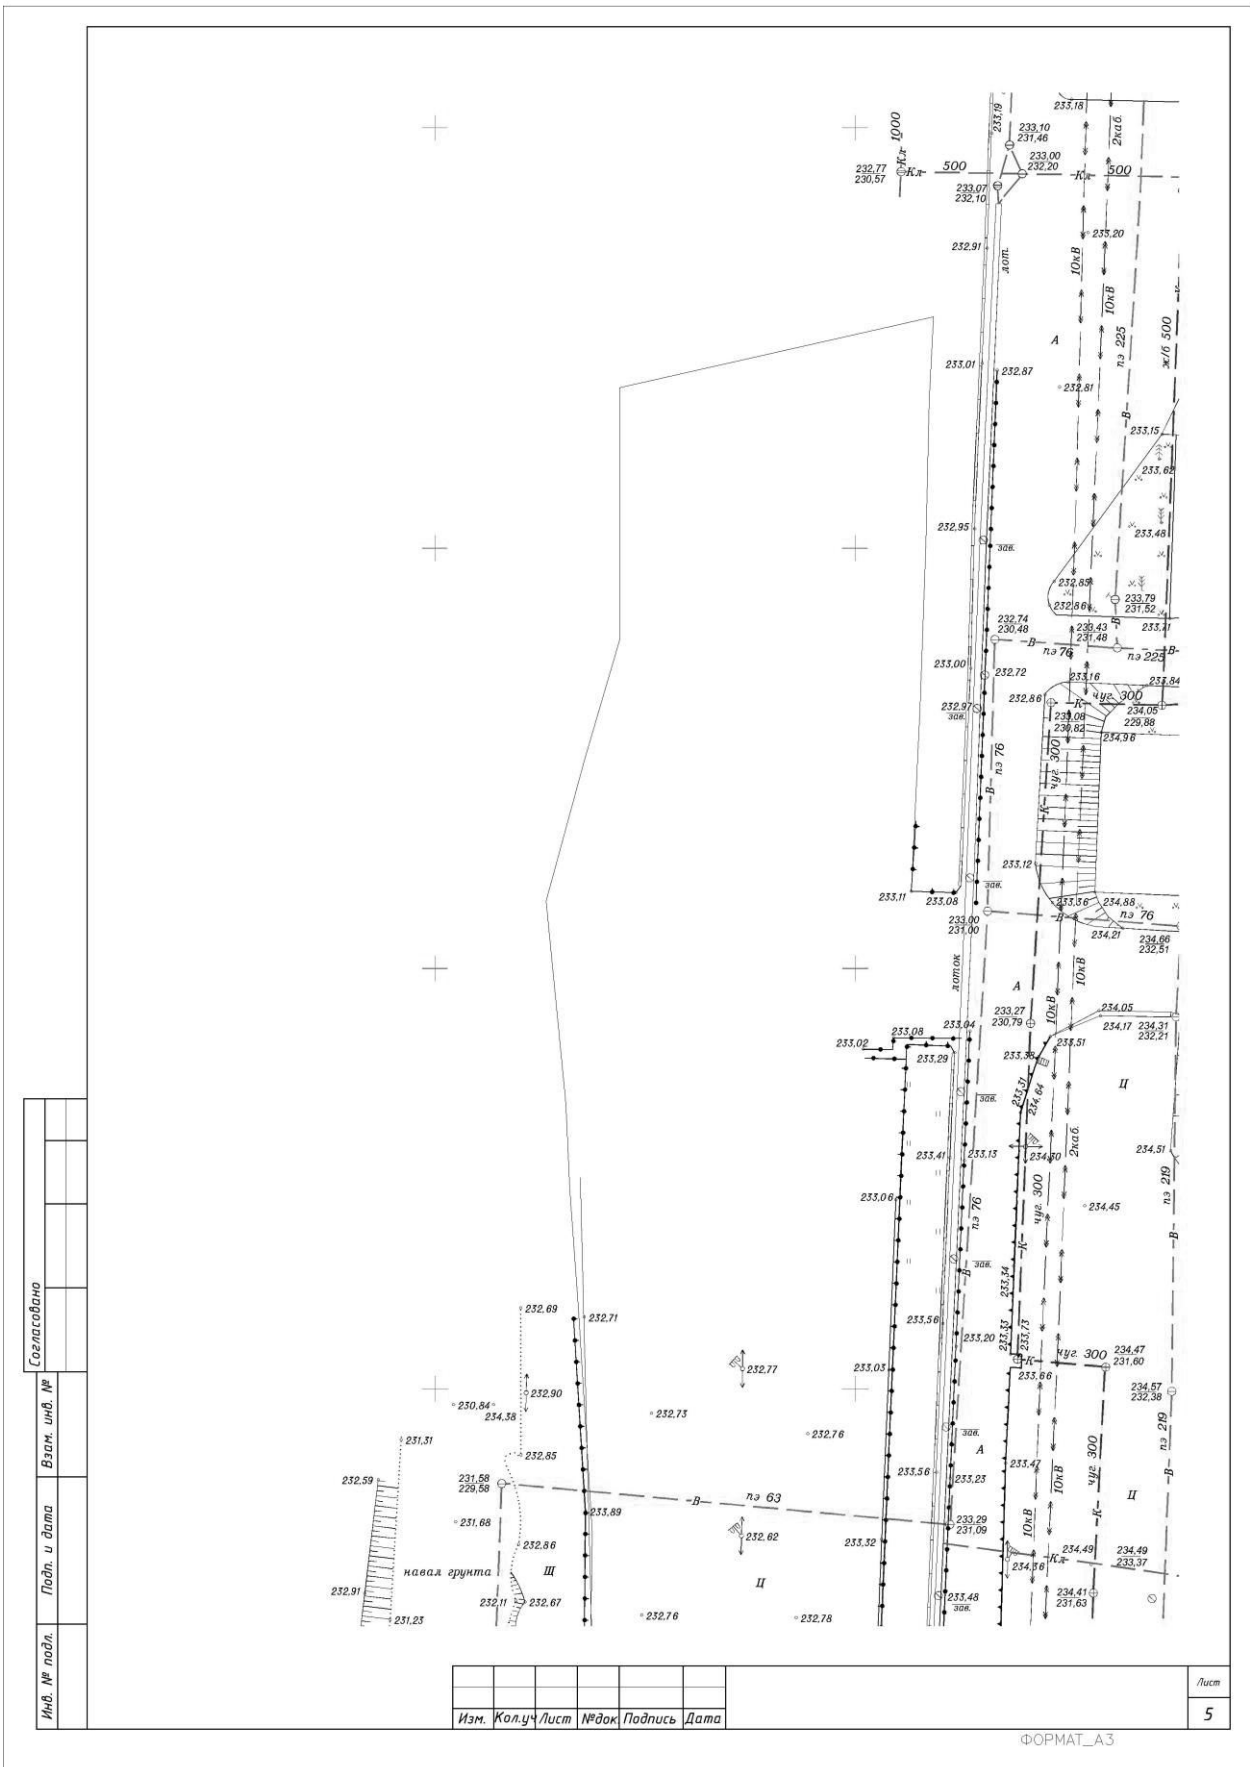 233,18
233,19
Кл 1000
2каб.
233,10
231,46
233,00
232,20
232,77
230,57
Кл 500
Кл 500
233,07
232,10
233,20
232,91
лот.
10кВ
10кВ
пэ 225
ж/б 500
А
233,01
232,87
232,81
В
233,15
233,62
232,95
233,48
зав.
232,85
232,86
233,79
231,52
232,74
230,48
233,43
231,48
233,71
В
В
пэ 76
пэ 225
В
233,00
232,72
233,16
233,84
232,86
чуг. 300
К
232,97
зав.
233,08
230,82
234,05
229,88
234,96
пэ 76
чуг. 300
В
К
233,12
зав.
233,11
233,08
233,36
234,88
233,00
231,00
В
пэ 76
234,21
234,66
232,51
лоток
А
10кВ
10кВ
233,27
230,79
234,05
234,17
234,31
232,21
233,02
233,08
233,04
233,29
233,51
233,38
Ц
зав.
233,31
234,64
2каб.
233,41
233,13
234,30
234,51
233,06
пэ 76
чуг. 300
234,45
пэ 219
В
К
зав.
В
233,34
232,69
232,71
233,56
233,20
233,33
233,73
232,77
233,03
К
чуг. 300
234,47
231,60
233,66
232,90
234,57
232,38
230,84
234,38
232,73
232,76
зав.
А
231,31
232,85
пэ 219
232,59
231,58
229,58
233,56
233,23
233,47
10кВ
чуг. 300
В
В
пэ 63
Ц
231,68
233,89
232,62
233,29
231,09
10кВ
К
232,86
233,32
234,49
234,49
233,37
Кл
навал грунта
Щ
Ц
234,36
232,91
232,11
232,67
233,48
зав.
234,41
231,63
231,23
232,76
232,78
Согласовано
Взам. инв. №
Подп. и дата
Инв. № подл.
Изм. Кол.уч Лист №док Подпись Дата
Лист
5
ФОРМАТ_А3